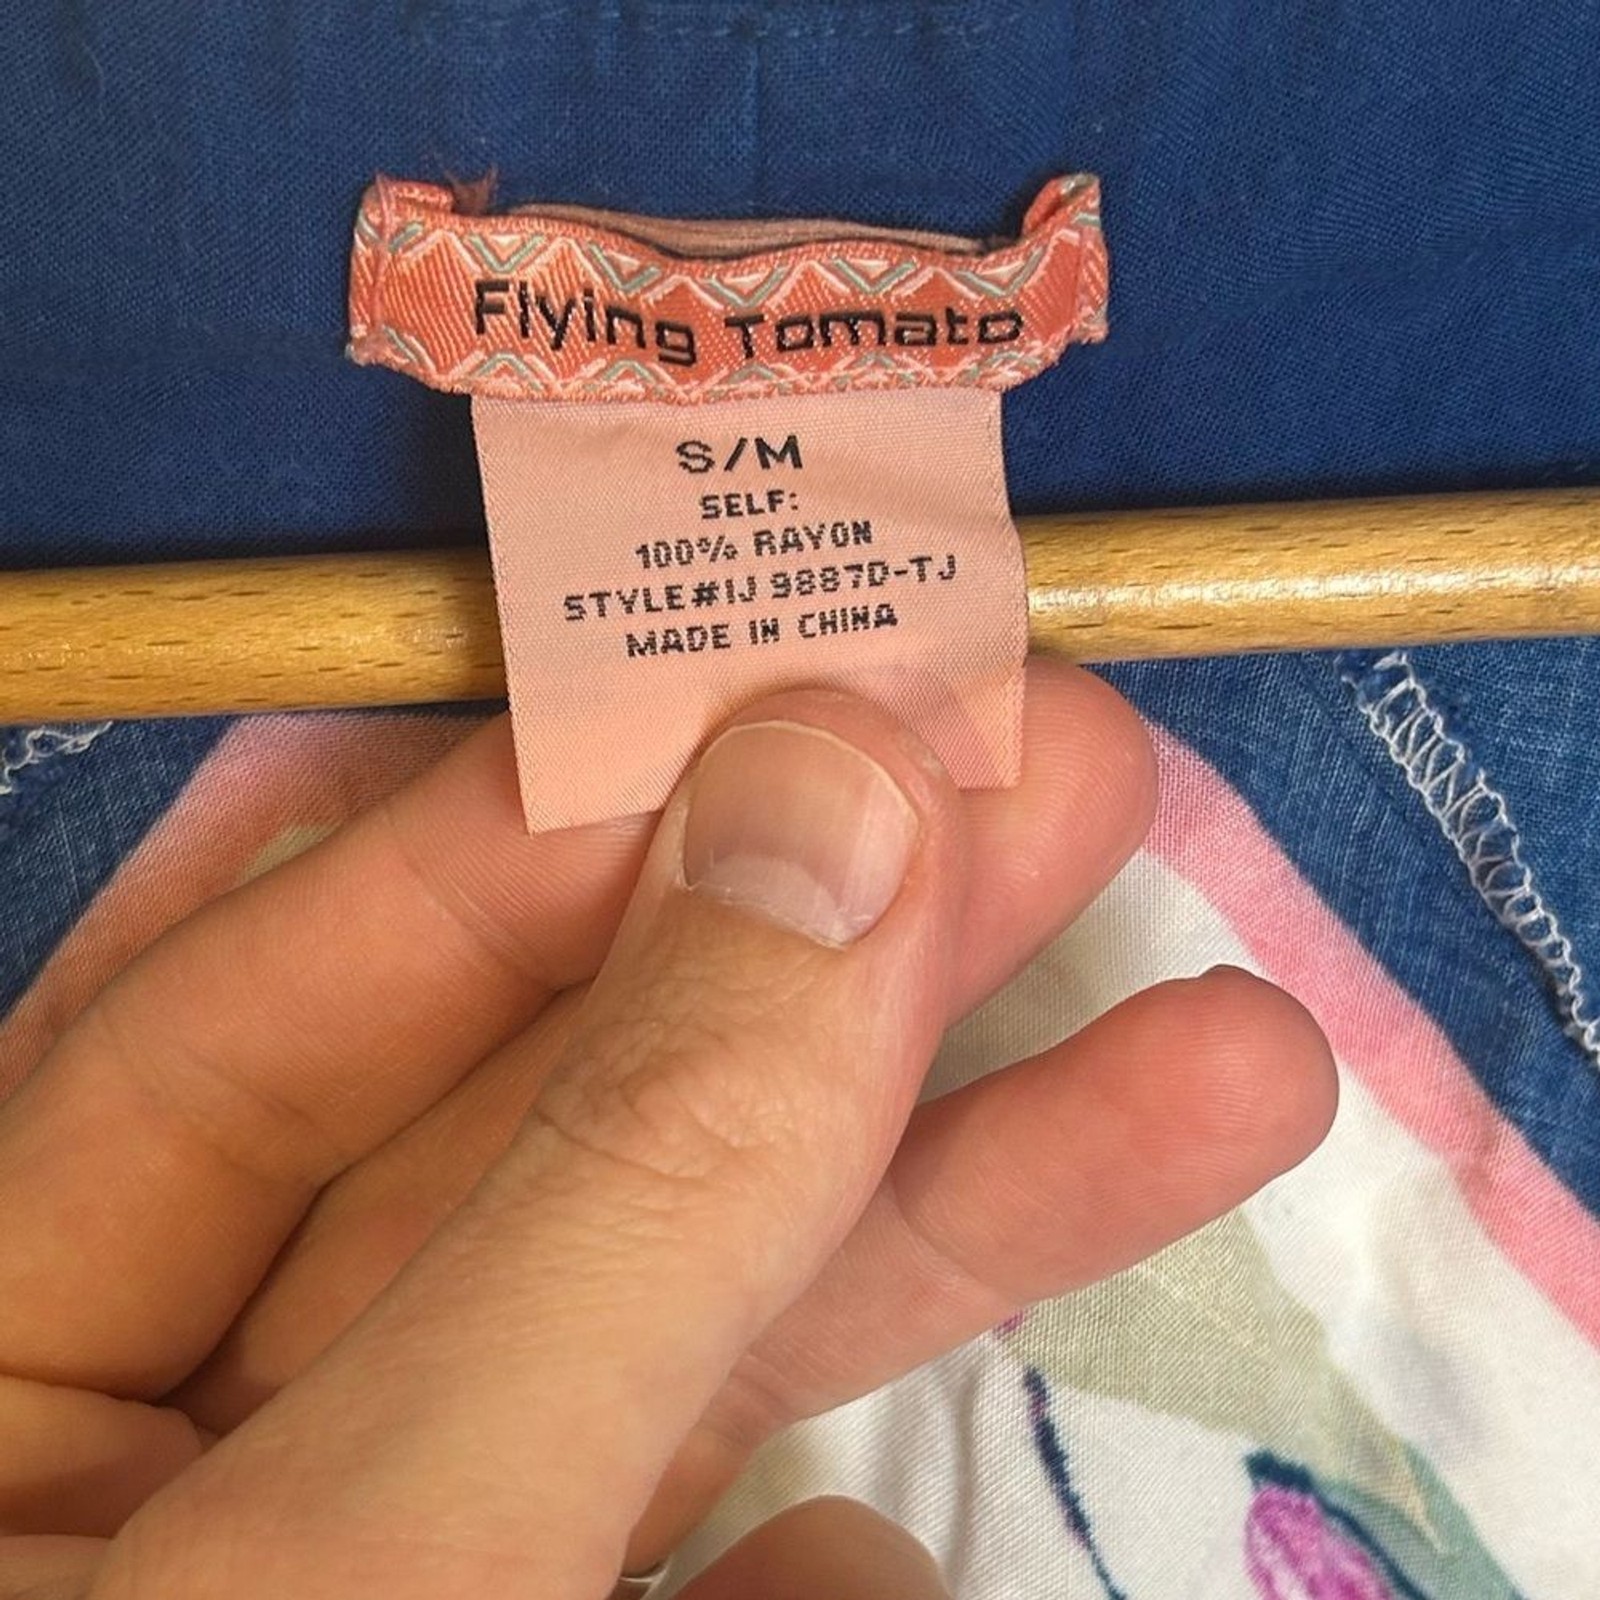 Flying Tomato
S/M
SELF:
100% RAYON
STYLE#IJ 9887D-TJ
MADE IN CHINA